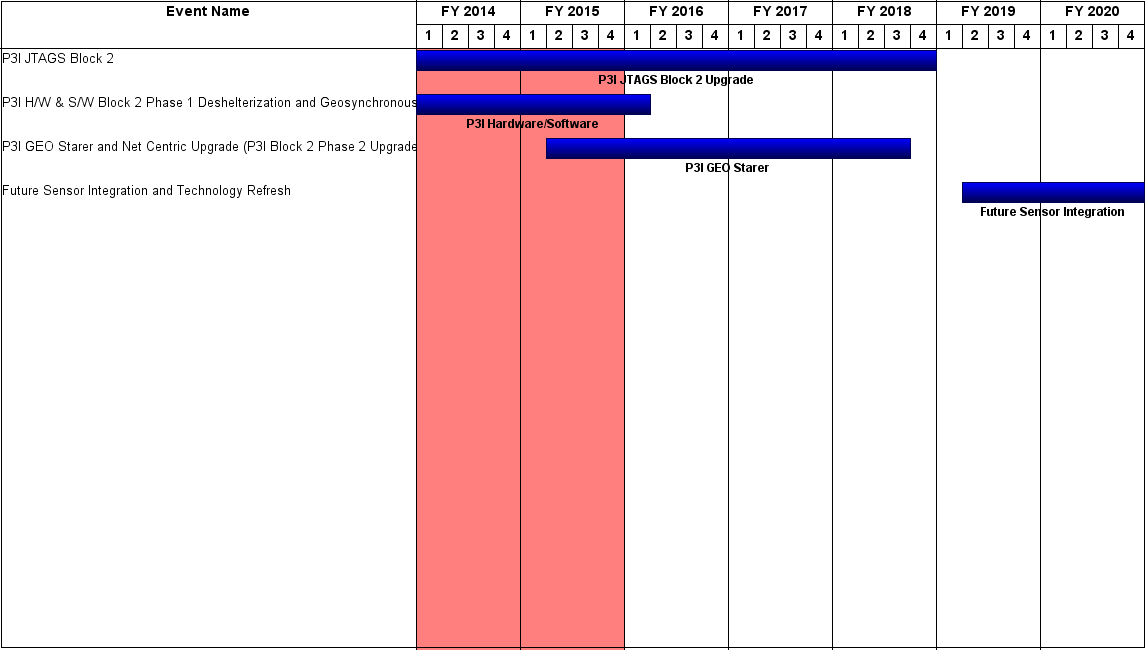 Event Name FY 2014 FY 2015 FY 2016 FY 2017 FY 2018 FY 2019 FY 2020
1 2 3 4 1 2 3 4 1 2 3 4 1 2 3 4 1 2 3 4 1 2 3 4 1 2 3 4
P3I JTAGS Block 2
P3I JTAGS Block 2 Upgrade
P3I H/W & S/W Block 2 Phase 1 Deshelterization and Geosynchronous
P3I Hardware/Software
P3I GEO Starer and Net Centric Upgrade (P3I Block 2 Phase 2 Upgrade
P3I GEO Starer
Future Sensor Integration and Technology Refresh
Future Sensor Integration